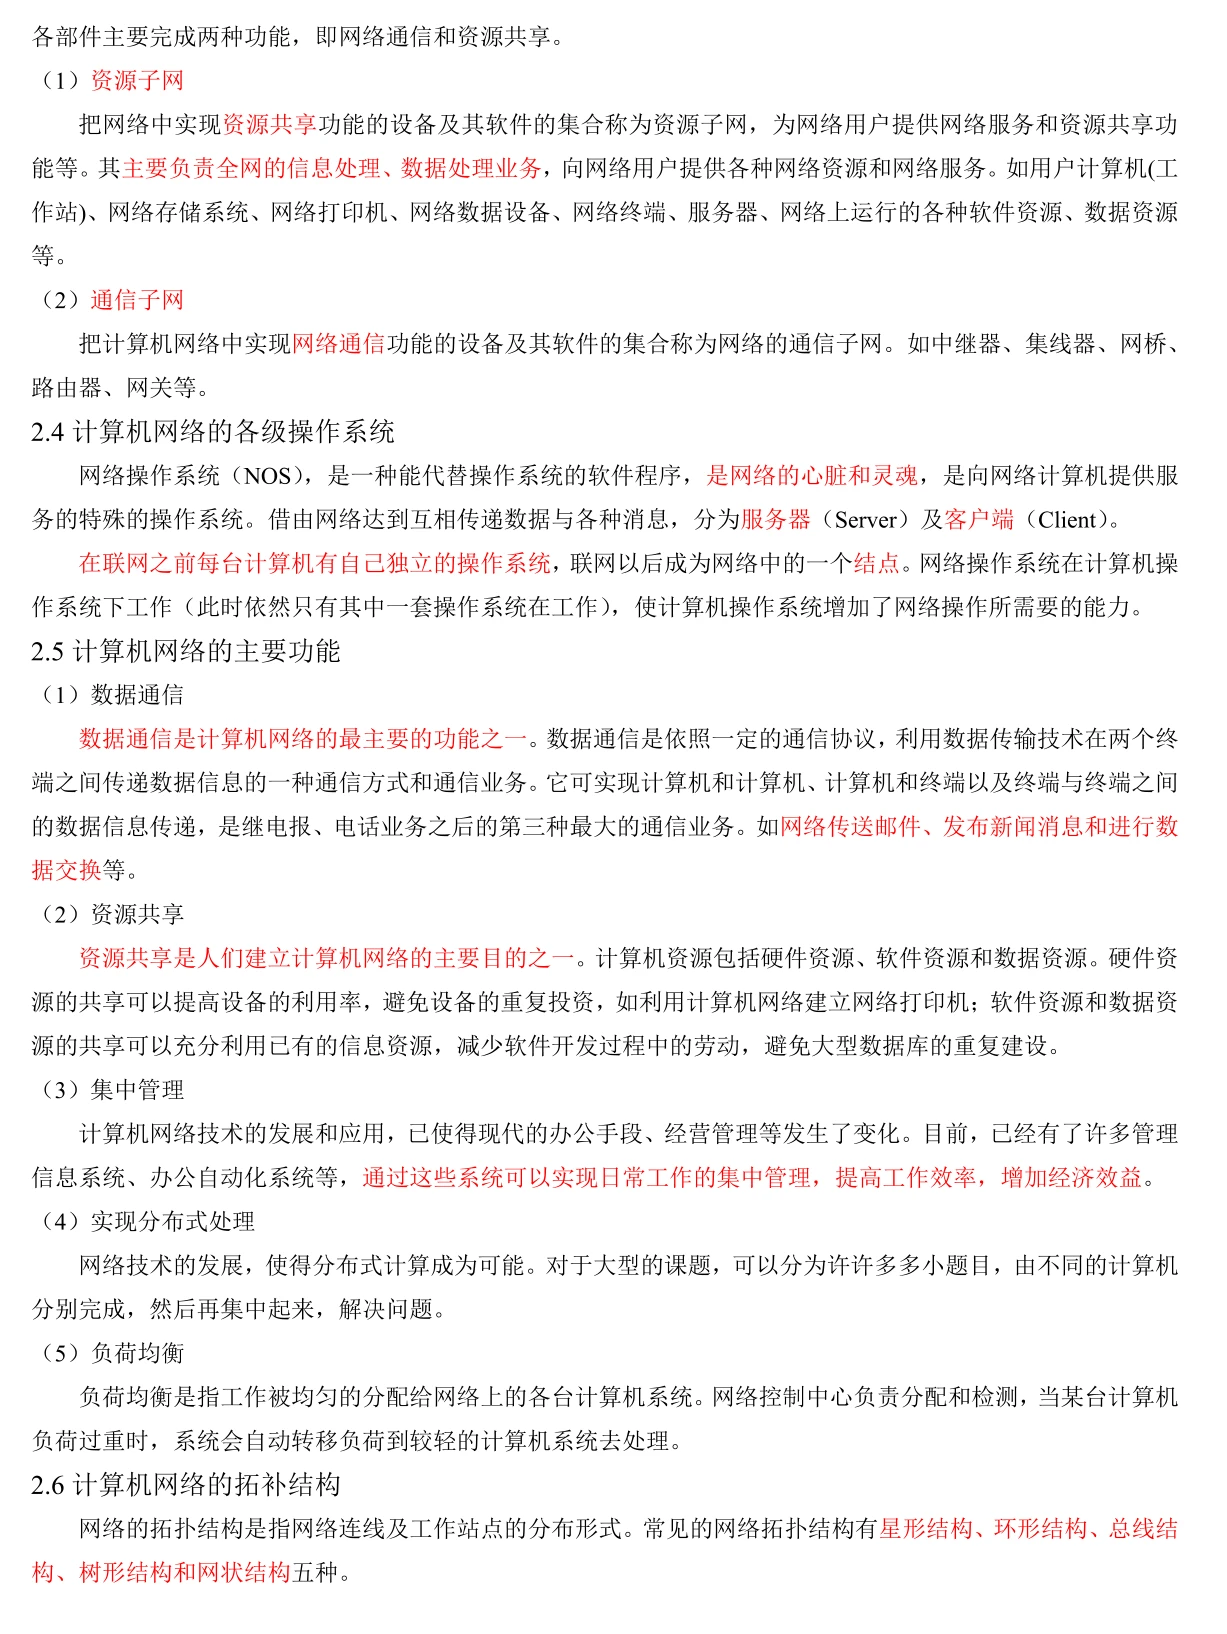 各部件主要完成两种功能，即网络通信和资源共享。
（1）资源子网
把网络中实现资源共享功能的设备及其软件的集合称为资源子网，为网络用户提供网络服务和资源共享功
能等。其主要负责全网的信息处理、数据处理业务，向网络用户提供各种网络资源和网络服务。如用户计算机(工
作站)、网络存储系统、网络打印机、网络数据设备、网络终端、服务器、网络上运行的各种软件资源、数据资源
等。
（2）通信子网
把计算机网络中实现网络通信功能的设备及其软件的集合称为网络的通信子网。如中继器、集线器、网桥、
路由器、网关等。
2.4 计算机网络的各级操作系统
网络操作系统（NOS），是一种能代替操作系统的软件程序，是网络的心脏和灵魂，是向网络计算机提供服
务的特殊的操作系统。借由网络达到互相传递数据与各种消息，分为服务器（Server）及客户端（Client）。
在联网之前每台计算机有自己独立的操作系统，联网以后成为网络中的一个结点。网络操作系统在计算机操
作系统下工作（此时依然只有其中一套操作系统在工作），使计算机操作系统增加了网络操作所需要的能力。
2.5 计算机网络的主要功能
（1）数据通信
数据通信是计算机网络的最主要的功能之一。数据通信是依照一定的通信协议，利用数据传输技术在两个终
端之间传递数据信息的一种通信方式和通信业务。它可实现计算机和计算机、计算机和终端以及终端与终端之间
的数据信息传递，是继电报、电话业务之后的第三种最大的通信业务。如网络传送邮件、发布新闻消息和进行数
据交换等。
（2）资源共享
资源共享是人们建立计算机网络的主要目的之一。计算机资源包括硬件资源、软件资源和数据资源。硬件资
源的共享可以提高设备的利用率，避免设备的重复投资，如利用计算机网络建立网络打印机；软件资源和数据资
源的共享可以充分利用已有的信息资源，减少软件开发过程中的劳动，避免大型数据库的重复建设。
（3）集中管理
计算机网络技术的发展和应用，已使得现代的办公手段、经营管理等发生了变化。目前，已经有了许多管理
信息系统、办公自动化系统等，通过这些系统可以实现日常工作的集中管理，提高工作效率，增加经济效益。
（4）实现分布式处理
网络技术的发展，使得分布式计算成为可能。对于大型的课题，可以分为许许多多小题目，由不同的计算机
分别完成，然后再集中起来，解决问题。
（5）负荷均衡
负荷均衡是指工作被均匀的分配给网络上的各台计算机系统。网络控制中心负责分配和检测，当某台计算机
负荷过重时，系统会自动转移负荷到较轻的计算机系统去处理。
2.6 计算机网络的拓补结构
网络的拓扑结构是指网络连线及工作站点的分布形式。常见的网络拓扑结构有星形结构、环形结构、总线结
构、树形结构和网状结构五种。